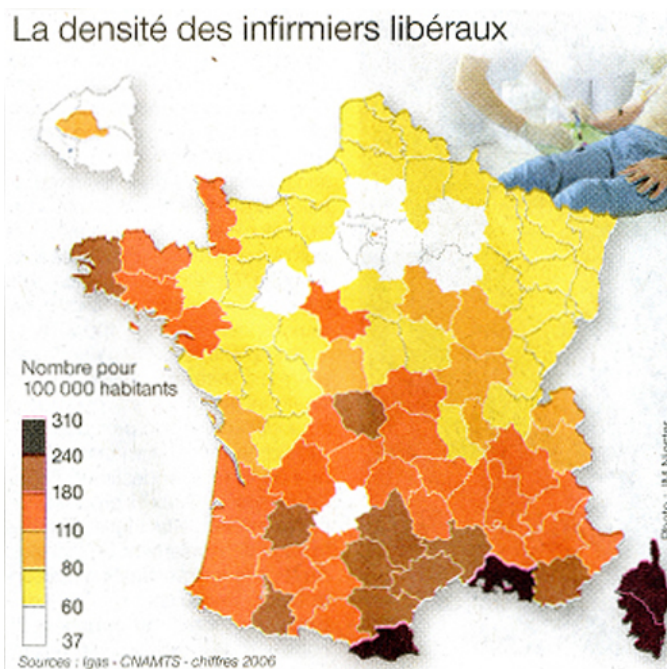 La densité des infirmiers libéraux
Nombre pour
100 000 habitants
310
240
180
110
80
60
37
Sources : Igas - CNAMTS - chiffres 2006
Photo